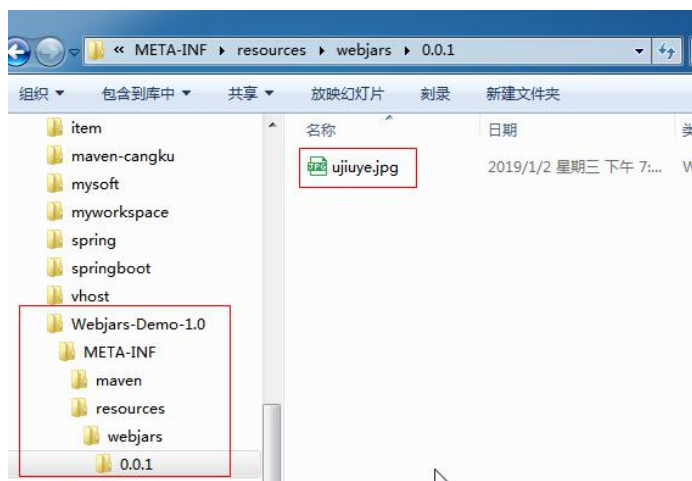 « META-INF ▸ resources ▸ webjars ▸ 0.0.1
组织 包含到库中 共享 放映幻灯片 刻录 新建文件夹
item
maven-cangku
mysoft
myworkspace
spring
springboot
vhost
Webjars-Demo-1.0
META-INF
maven
resources
webjars
0.0.1
名称 日期
ujiuye.jpg 2019/1/2 星期三 下午 7:...